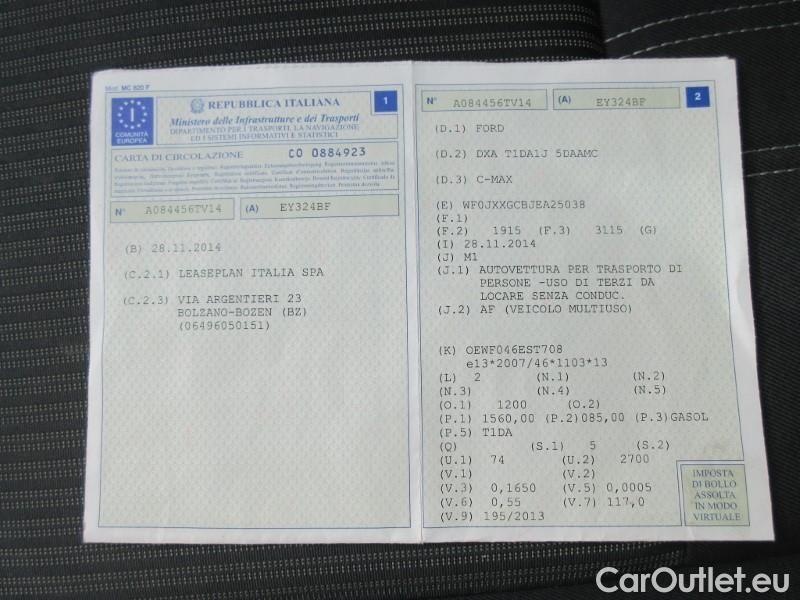 Mod. MC 820 F
I
COMUNITÀ
EUROPEA
REPUBBLICA ITALIANA
1
Ministero delle Infrastrutture e dei Trasporti
DIPARTIMENTO PER I TRASPORTI, LA NAVIGAZIONE
ED I SISTEMI INFORMATIVI E STATISTICI
CARTA DI CIRCOLAZIONE CO 0884923
N° A084456TV14 (A) EY324BF
(B) 28.11.2014
(C.2.1) LEASEPLAN ITALIA SPA
(C.2.3) VIA ARGENTIERI 23
BOLZANO-BOZEN (BZ)
(06496050151)
N° A084456TV14 (A) EY324BF 2
(D.1) FORD
(D.2) DXA T1DA1J 5DAAMC
(D.3) C-MAX
(E) WF0JXXGCBJEA25038
(F.1)
(F.2) 1915 (F.3) 3115 (G)
(I) 28.11.2014
(J) M1
(J.1) AUTOVETTURA PER TRASPORTO DI
PERSONE -USO DI TERZI DA
LOCARE SENZA CONDUC.
(J.2) AF (VEICOLO MULTIUSO)
(K) OEWF046EST708
e13*2007/46*1103*13
(L) 2 (N.1) (N.2)
(N.3) (N.4) (N.5)
(O.1) 1200 (O.2)
(P.1) 1560,00 (P.2)085,00 (P.3)GASOL
(P.5) T1DA
(Q) (S.1) 5 (S.2)
(U.1) 74 (U.2) 2700
(V.1) (V.2)
(V.3) 0,1650 (V.5) 0,0005
(V.6) 0,55 (V.7) 117,0
(V.9) 195/2013
IMPOSTA
DI BOLLO
ASSOLTA
IN MODO
VIRTUALE
CarOutlet.eu